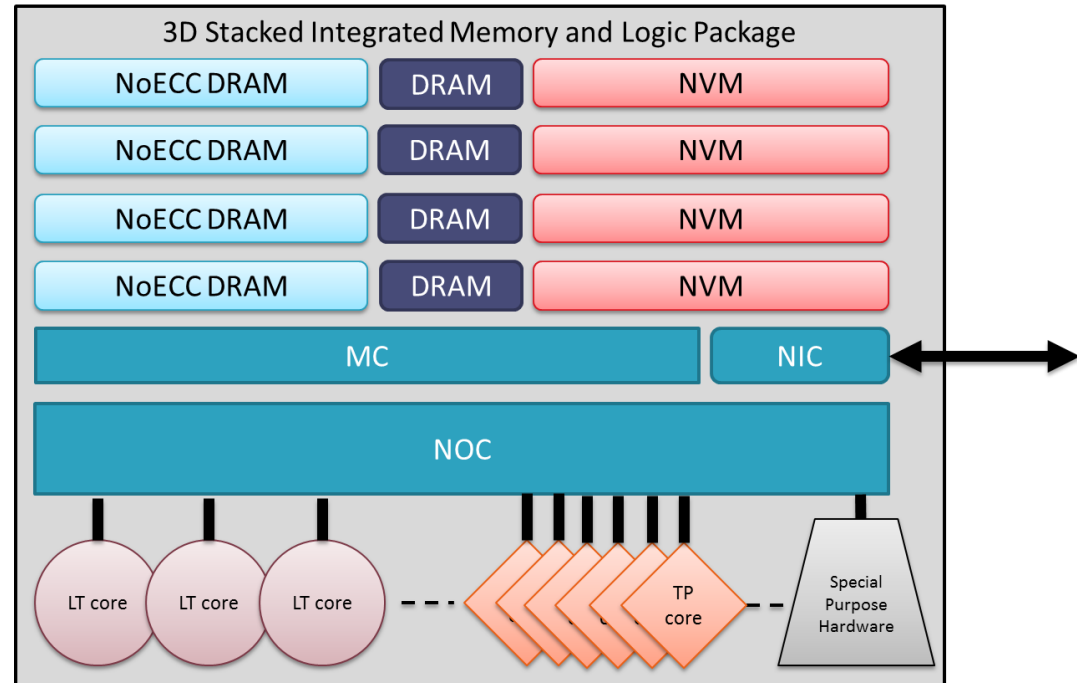 3D Stacked Integrated Memory and Logic Package
NoECC DRAM DRAM NVM
NoECC DRAM DRAM NVM
NoECC DRAM DRAM NVM
NoECC DRAM DRAM NVM
MC NIC
NOC
LT core LT core LT core
TP
core
Special
Purpose
Hardware